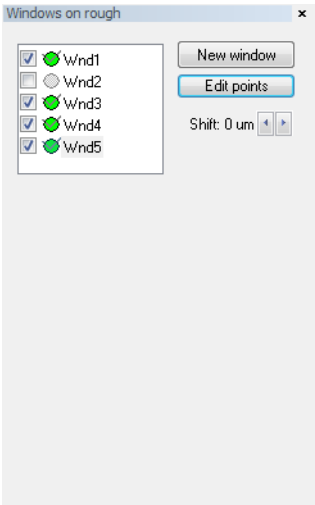 Windows on rough
Wnd1
Wnd2
Wnd3
Wnd4
Wnd5
New window
Edit points
Shift: 0 um